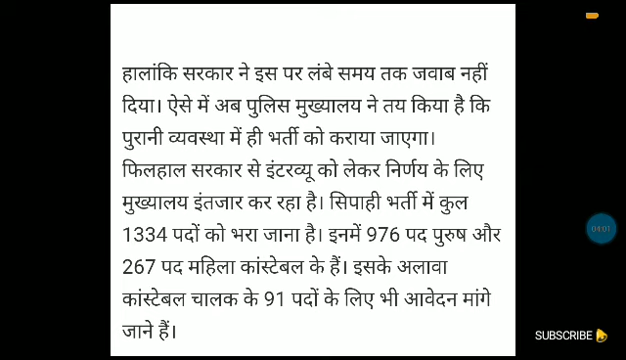 हालांकि सरकार ने इस पर लंबे समय तक जवाब नहीं
दिया। ऐसे में अब पुलिस मुख्यालय ने तय किया है कि
पुरानी व्यवस्था में ही भर्ती को कराया जाएगा।
फिलहाल सरकार से इंटरव्यू को लेकर निर्णय के लिए
मुख्यालय इंतजार कर रहा है। सिपाही भर्ती में कुल
1334 पदों को भरा जाना है। इनमें 976 पद पुरुष और
267 पद महिला कांस्टेबल के हैं। इसके अलावा
कांस्टेबल चालक के 91 पदों के लिए भी आवेदन मांगे
जाने हैं।
04:01
SUBSCRIBE